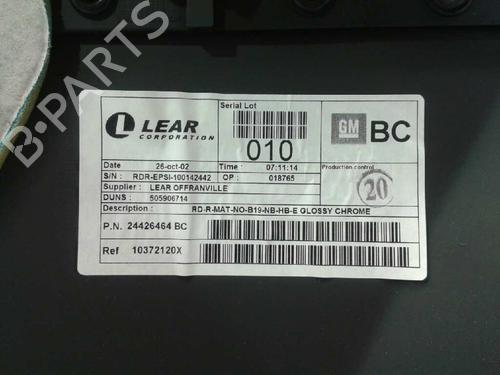 LEAR
CORPORATION
Serial Lot
010
GM
BC
Date 26-oct-02 Time : 07:11:14
Production control
S/N : RDR-EPSI-100142442 OP : 018765
20
Supplier : LEAR OFFRANVILLE
DUNS : 505906714
Description : RD-R-MAT-NO-B19-NB-HB-E GLOSSY CHROME
P.N. 24426464 BC
Ref 10372120X
B-PARTS